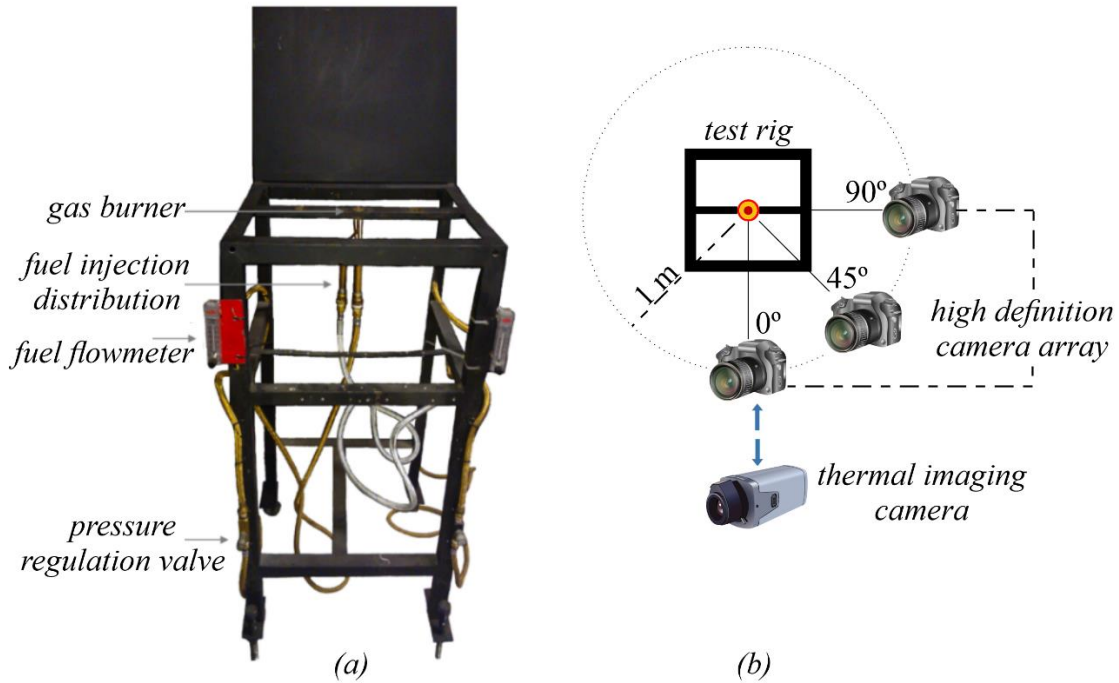 gas burner
fuel injection
distribution
fuel flowmeter
pressure
regulation valve
(a)
test rig
90º
45º
0º
1 m
high definition
camera array
thermal imaging
camera
(b)